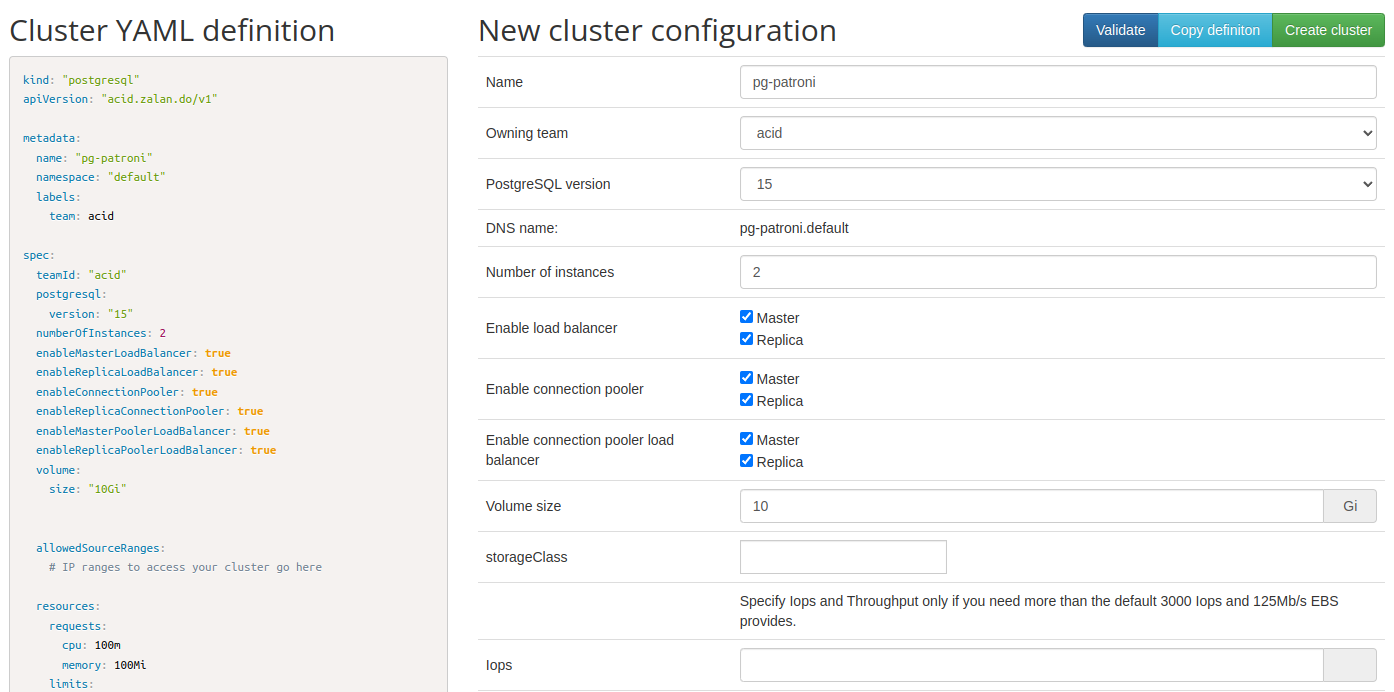 Cluster YAML definition
kind: "postgresql"
apiVersion: "acid.zalan.do/v1"
metadata:
name: "pg-patroni"
namespace: "default"
labels:
team: acid
spec:
teamId: "acid"
postgresql:
version: "15"
numberOfInstances: 2
enableMasterLoadBalancer: true
enableReplicaLoadBalancer: true
enableConnectionPooler: true
enableReplicaConnectionPooler: true
enableMasterPoolerLoadBalancer: true
enableReplicaPoolerLoadBalancer: true
volume:
size: "10Gi"
allowedSourceRanges:
# IP ranges to access your cluster go here
resources:
requests:
cpu: 100m
memory: 100Mi
limits:
New cluster configuration
Validate
Copy definiton
Create cluster
Name
pg-patroni
Owning team
acid
PostgreSQL version
15
DNS name:
pg-patroni.default
Number of instances
2
Enable load balancer
Master
Replica
Enable connection pooler
Master
Replica
Enable connection pooler load
balancer
Master
Replica
Volume size
10
Gi
storageClass
Specify Iops and Throughput only if you need more than the default 3000 Iops and 125Mb/s EBS
provides.
Iops